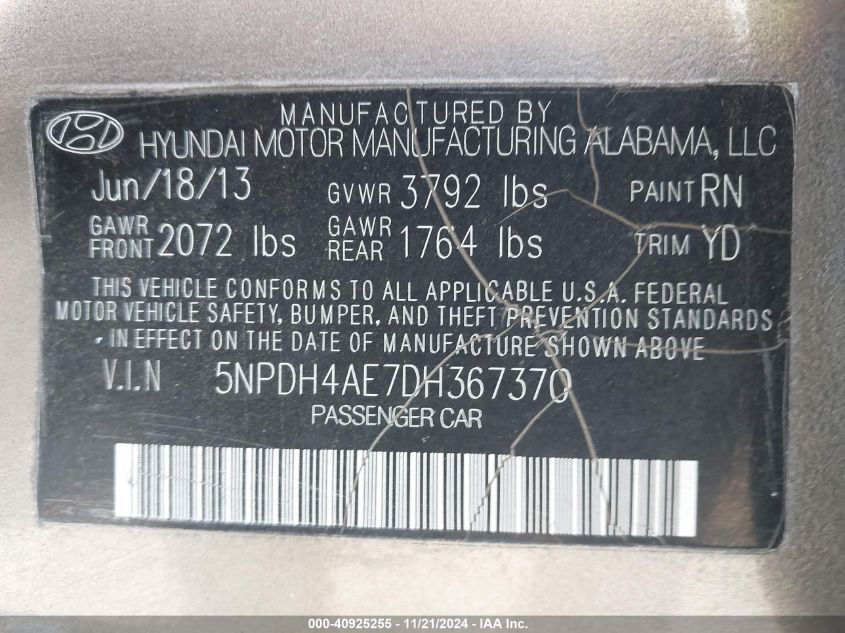 MANUFACTURED BY
HYUNDAI MOTOR MANUFACTURING ALABAMA, LLC
Jun/18/13 GVWR 3792 lbs PAINT RN
GAWR FRONT 2072 lbs GAWR REAR 1764 lbs TRIM YD
THIS VEHICLE CONFORMS TO ALL APPLICABLE U.S.A. FEDERAL
MOTOR VEHICLE SAFETY, BUMPER, AND THEFT PREVENTION STANDARDS
IN EFFECT ON THE DATE OF MANUFACTURE SHOWN ABOVE
V.I.N 5NPDH4AE7DH367370
PASSENGER CAR
000-40925255 - 11/21/2024 - IAA Inc.